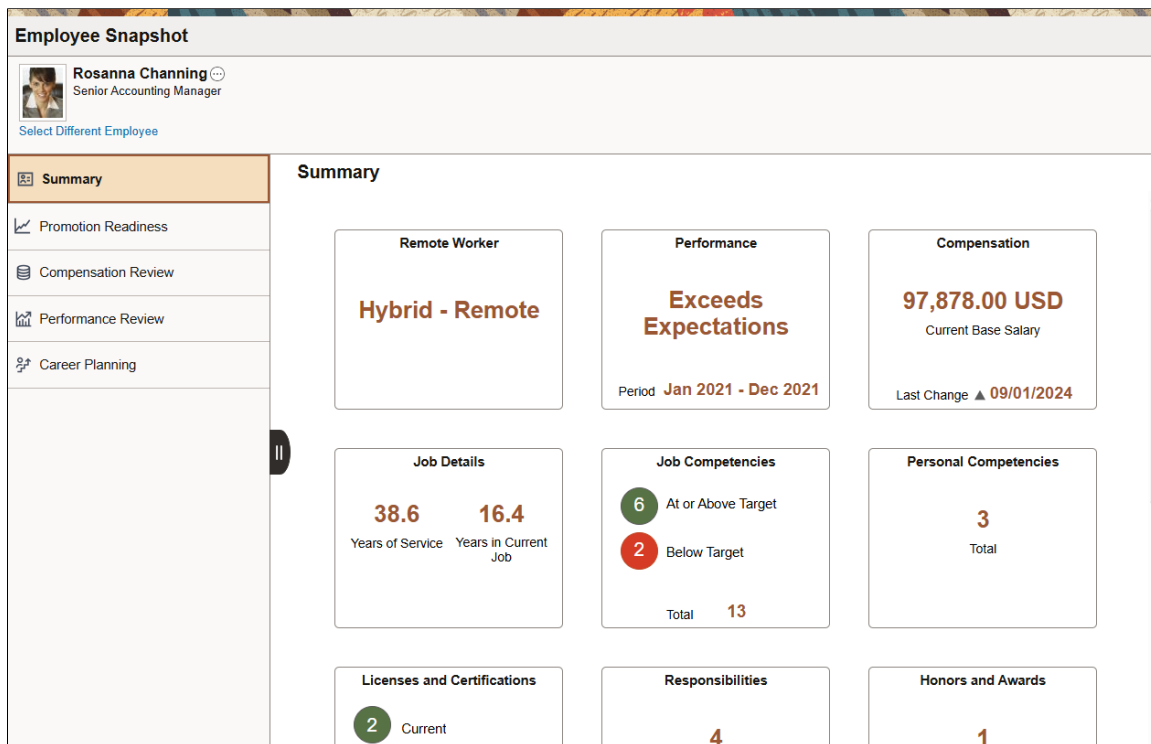 Employee Snapshot
Rosanna Channing
Senior Accounting Manager
Select Different Employee
Summary
Promotion Readiness
Compensation Review
Performance Review
Career Planning
Summary
Remote Worker
Hybrid - Remote
Performance
Exceeds
Expectations
Period Jan 2021 - Dec 2021
Compensation
97,878.00 USD
Current Base Salary
Last Change ▲ 09/01/2024
Job Details
38.6
Years of Service
16.4
Years in Current
Job
Job Competencies
6 At or Above Target
2 Below Target
Total 13
Personal Competencies
3
Total
Licenses and Certifications
2 Current
Responsibilities
4
Honors and Awards
1